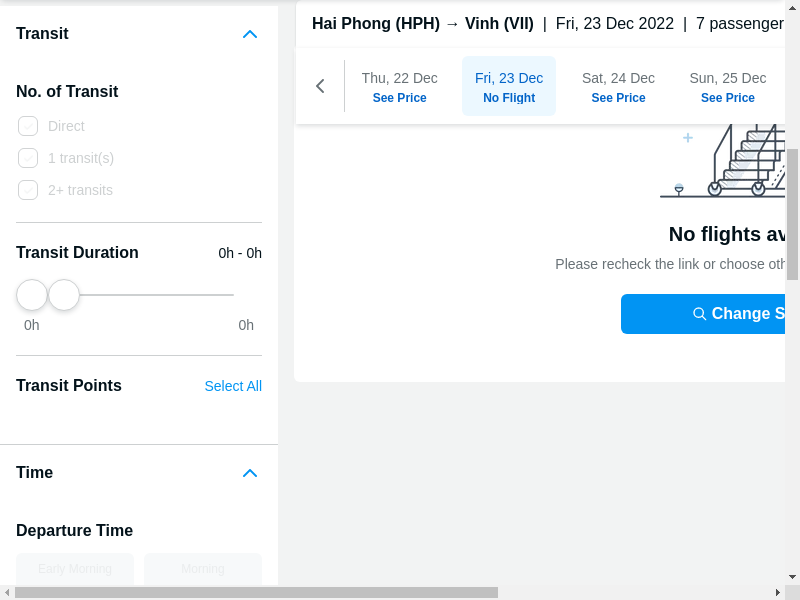 Transit
No. of Transit
Direct
1 transit(s)
2+ transits
Transit Duration 0h - 0h
0h 0h
Transit Points Select All
Time
Departure Time
Early Morning Morning
Hai Phong (HPH) → Vinh (VII) | Fri, 23 Dec 2022 | 7 passenger
Thu, 22 Dec Fri, 23 Dec Sat, 24 Dec Sun, 25 Dec
See Price No Flight See Price See Price
No flights av
Please recheck the link or choose oth
Change S